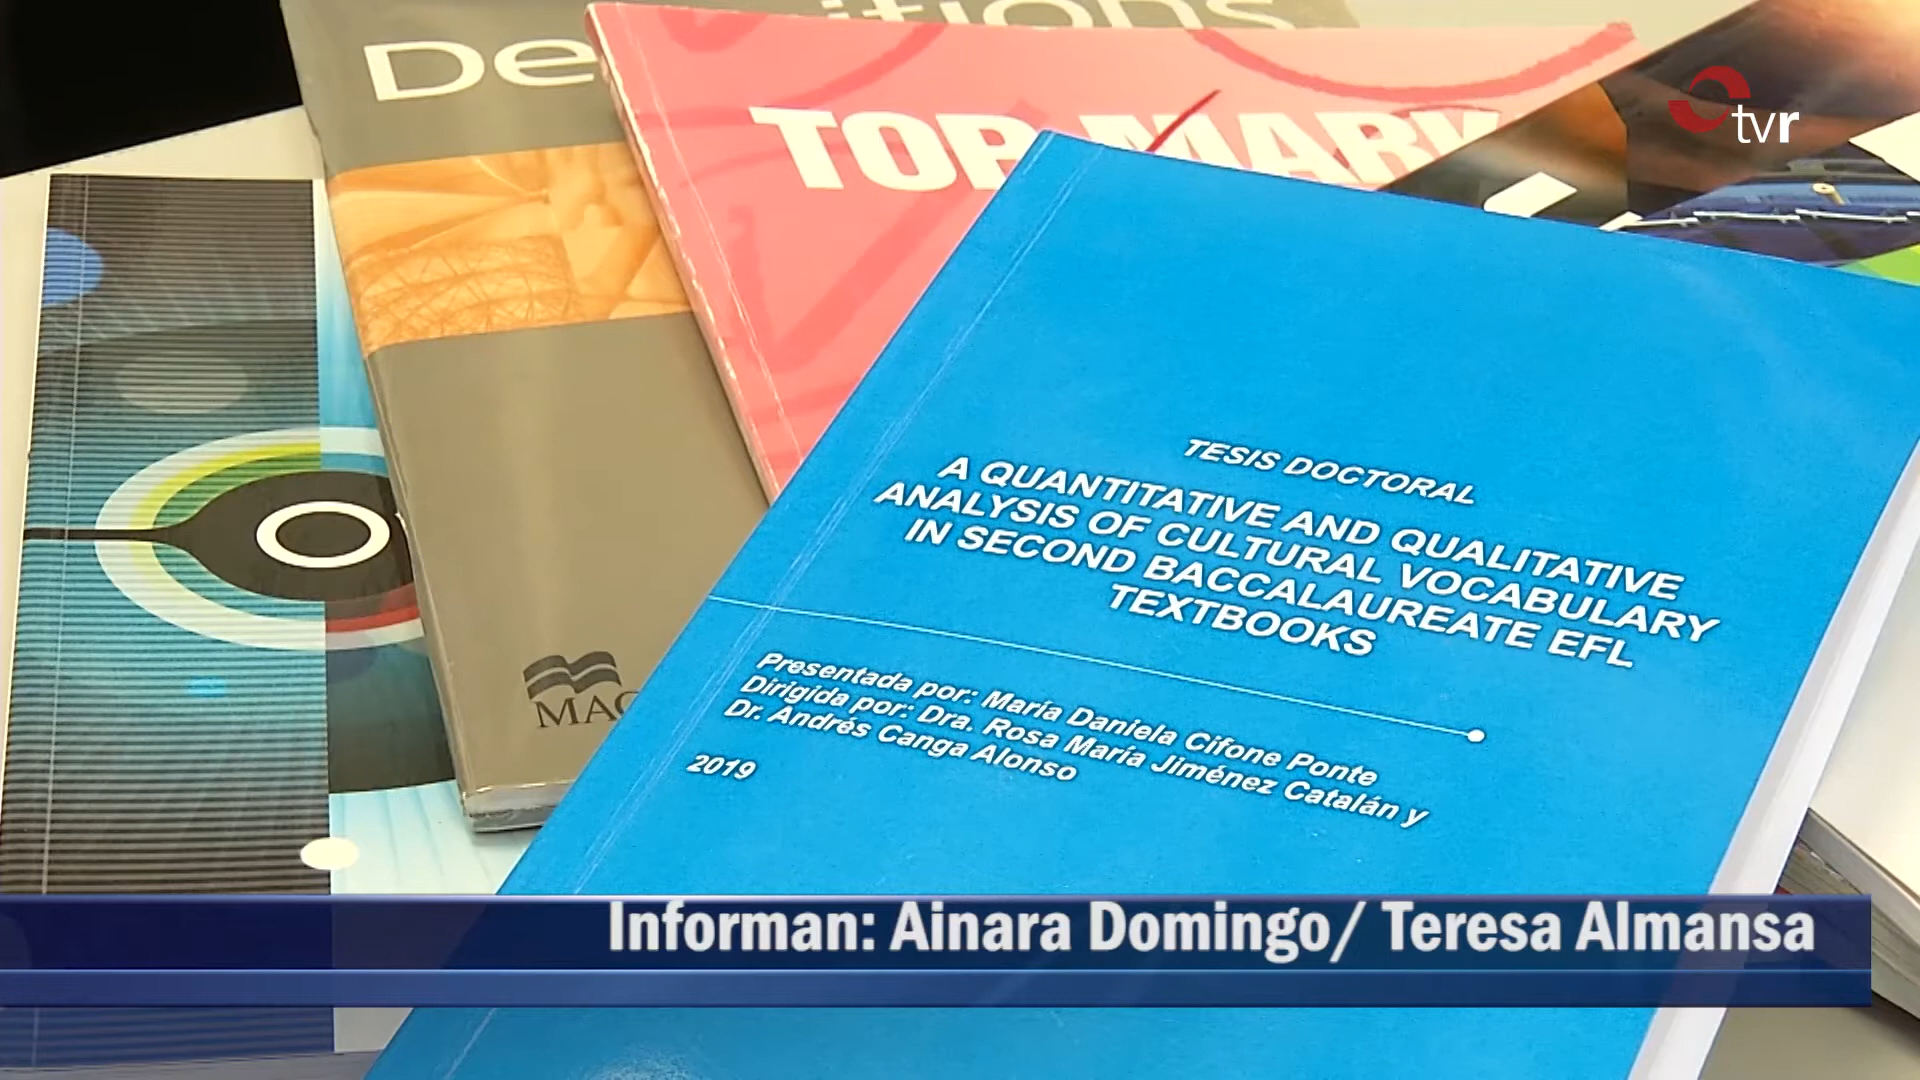 De
itions
TOP MARK
tvr
TESIS DOCTORAL
A QUANTITATIVE AND QUALITATIVE
ANALYSIS OF CULTURAL VOCABULARY
IN SECOND BACCALAUREATE EFL
TEXTBOOKS
Presentada por: María Daniela Cifone Ponte
Dirigida por: Dra. Rosa María Jiménez Catalán y
Dr. Andrés Canga Alonso
2019
MAC
Informan: Ainara Domingo/ Teresa Almansa